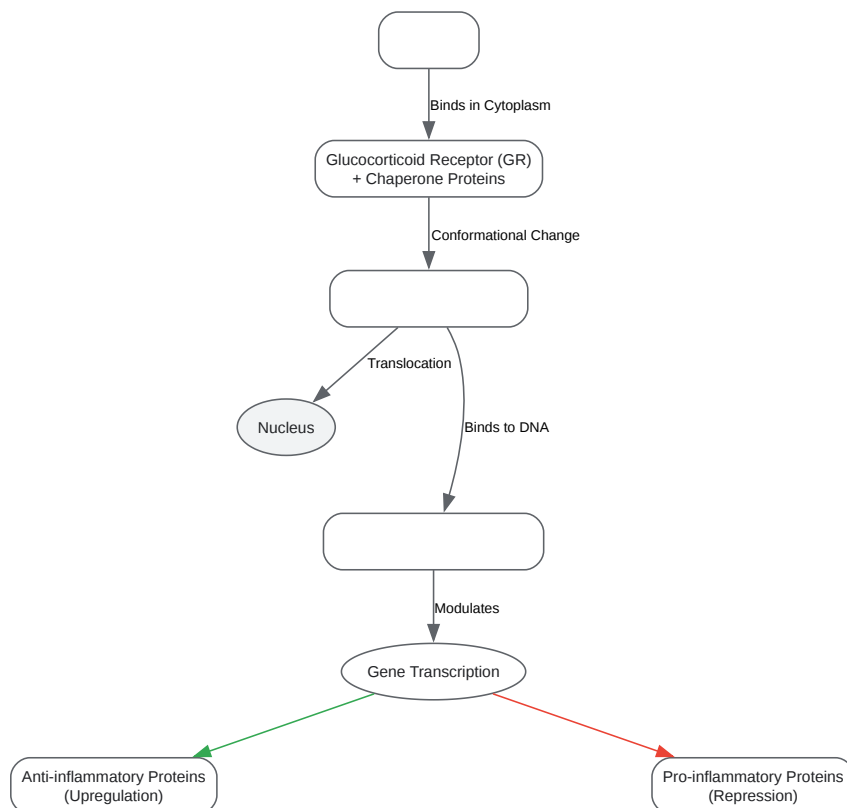 Binds in Cytoplasm
Glucocorticoid Receptor (GR)
+ Chaperone Proteins
Conformational Change
Translocation
Nucleus
Binds to DNA
Modulates
Gene Transcription
Anti-inflammatory Proteins
(Upregulation)
Pro-inflammatory Proteins
(Repression)